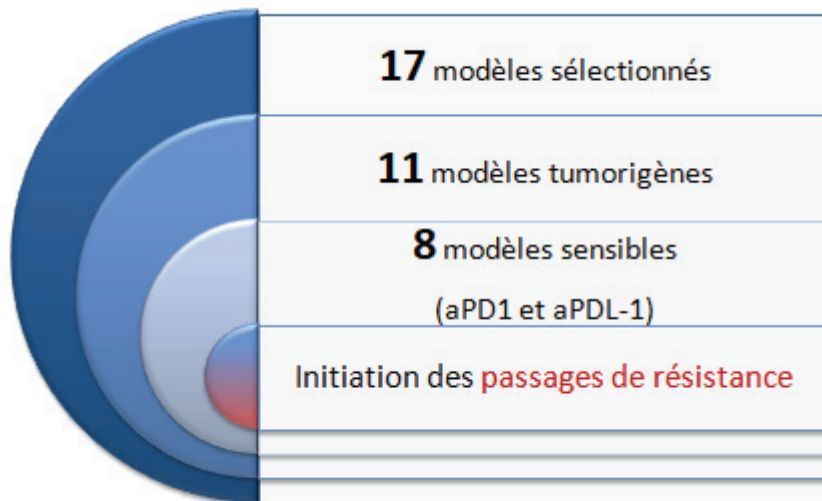 17 modèles sélectionnés
11 modèles tumorigènes
8 modèles sensibles
(aPD1 et aPDL-1)
Initiation des passages de résistance